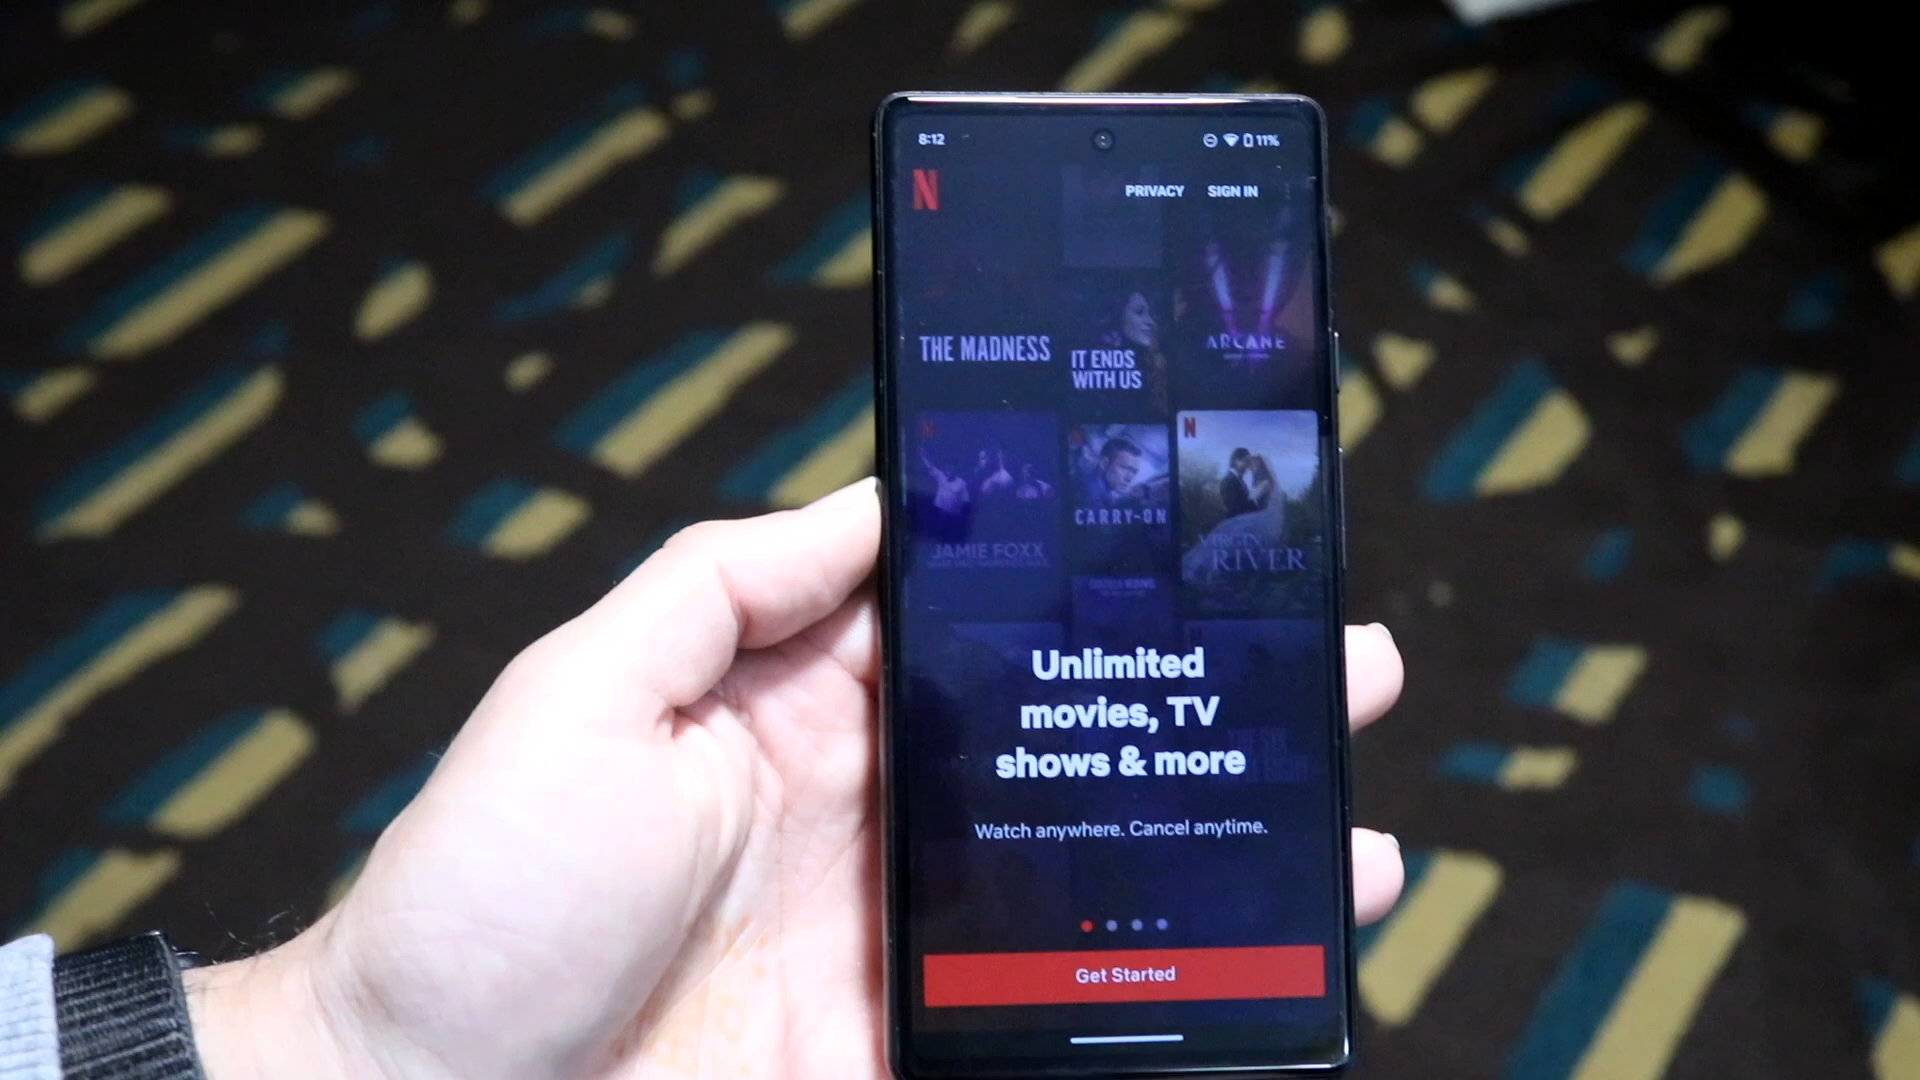 8:12
11%
N
PRIVACY
SIGN IN
THE MADNESS
IT ENDS
WITH US
ARCANE
N
N
JAMIE FOXX
CARRY-ON
VIRGIN
RIVER
Unlimited
movies, TV
shows & more
Watch anywhere. Cancel anytime.
Get Started